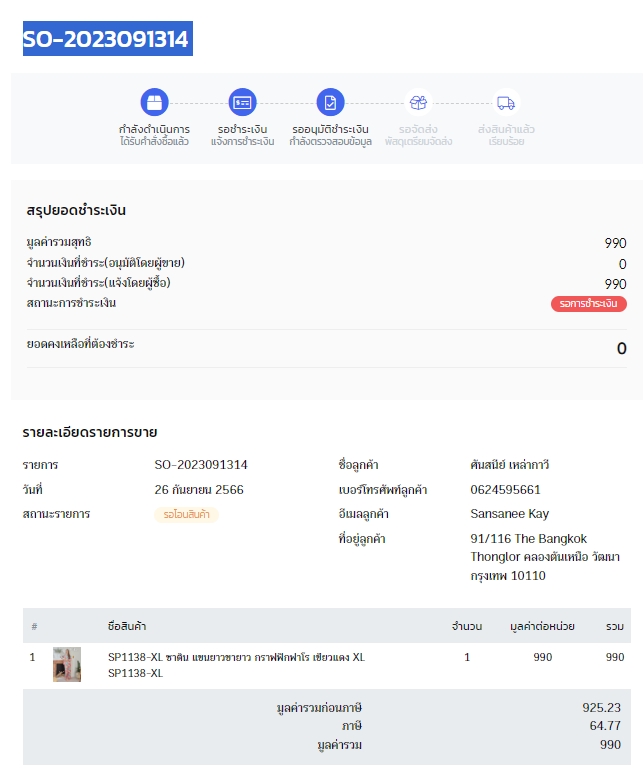 SO-2023091314
กำลังดำเนินการ
ได้รับคำสั่งซื้อแล้ว
รอชำระเงิน
แจ้งการชำระเงิน
รออนุมัติชำระเงิน
กำลังตรวจสอบข้อมูล
รอจัดส่ง
พัสดุเตรียมจัดส่ง
ส่งสินค้าแล้ว
เรียบร้อย
สรุปยอดชำระเงิน
มูลค่ารวมสุทธิ 990
จำนวนเงินที่ชำระ(อนุมัติโดยผู้ขาย) 0
จำนวนเงินที่ชำระ(แจ้งโดยผู้ซื้อ) 990
สถานะการชำระเงิน รอการชำระเงิน
ยอดคงเหลือที่ต้องชำระ 0
รายละเอียดรายการขาย
รายการ SO-2023091314
วันที่ 26 กันยายน 2566
สถานะรายการ รอโอนสินค้า
ชื่อลูกค้า ศันสนีย์ เหล่ากาวี
เบอร์โทรศัพท์ลูกค้า 0624595661
อีเมลลูกค้า Sansanee Kay
ที่อยู่ลูกค้า 91/116 The Bangkok
Thonglor คลองตันเหนือ วัฒนา
กรุงเทพ 10110
# ชื่อสินค้า จำนวน มูลค่าต่อหน่วย รวม
1 SP1138-XL ซาติน แขนยาวขายาว กราฟฟิกฟาโร เขียวแดง XL 1 990 990
SP1138-XL
มูลค่ารวมก่อนภาษี 925.23
ภาษี 64.77
มูลค่ารวม 990